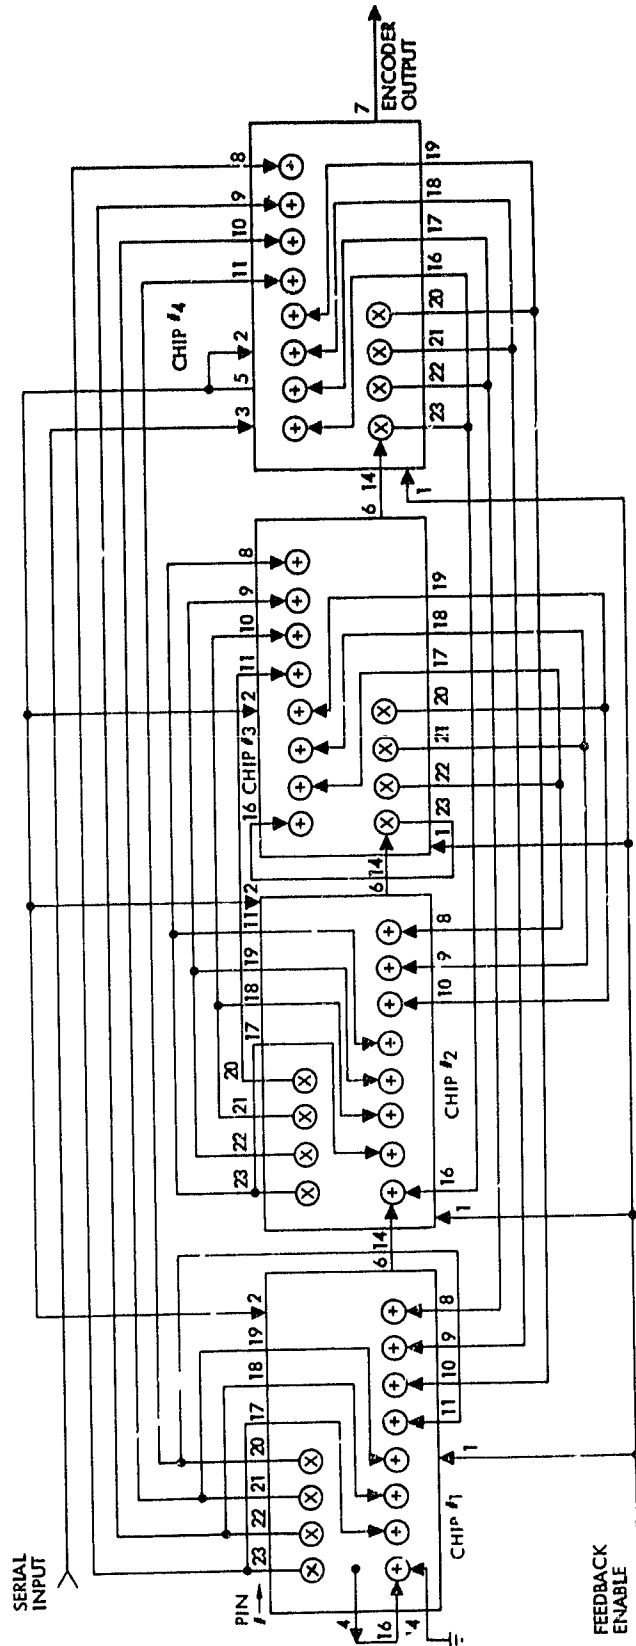 SERIAL
INPUT
PIN
#
23 22 21 20 17 18 19 2
4
16
CHIP #1
1
11 10 9 8
6 14
23 22 21 20 17 18 19 11 2
1
16
CHIP #2
10 9 8
6 14
16 CHIP #3 2 11 10 9 8
1
23 22 21 20 17 18 19
6 14
CHIP #4
3 5 2 11 10 9 8
1
23 22 21 20 16 17 18 19
7
ENCODER
OUTPUT
FEEDBACK
ENABLE